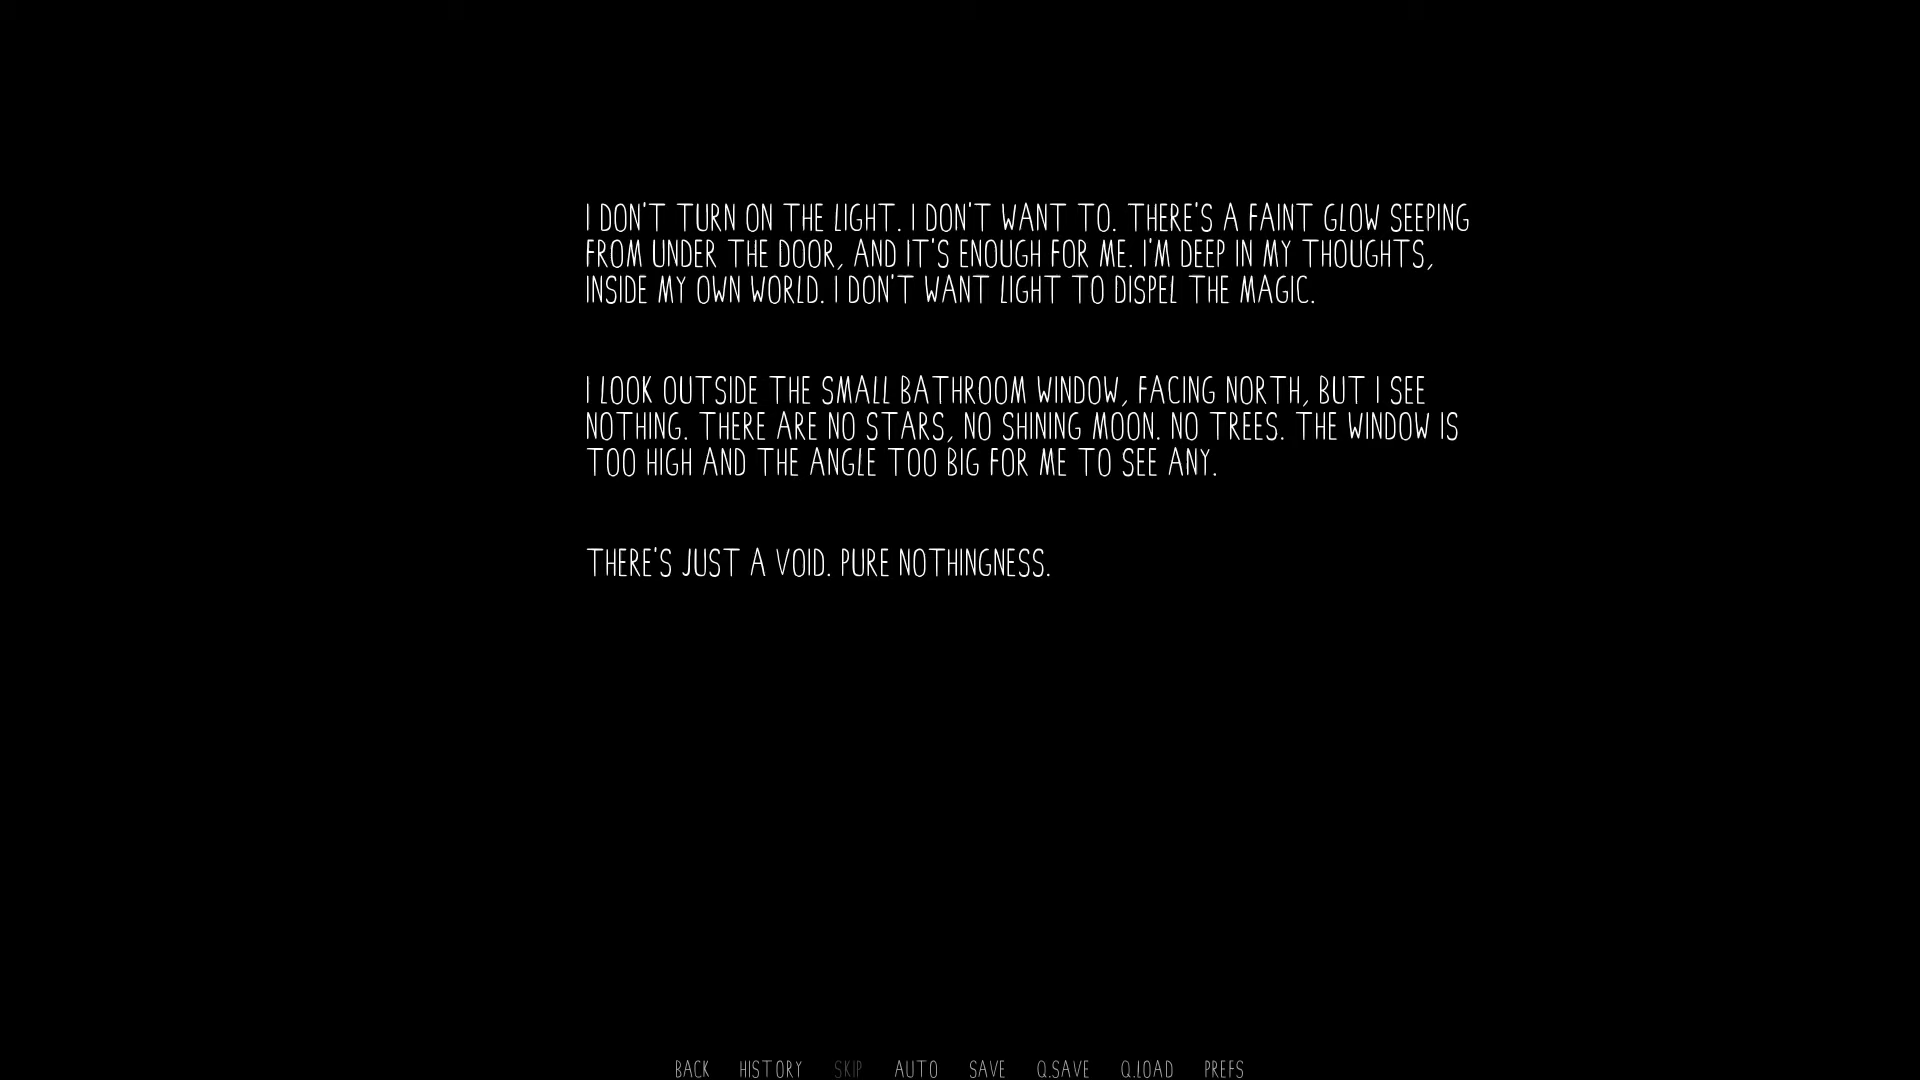 I DON'T TURN ON THE LIGHT. I DON'T WANT TO. THERE'S A FAINT GLOW SEEPING
FROM UNDER THE DOOR, AND IT'S ENOUGH FOR ME. I'M DEEP IN MY THOUGHTS,
INSIDE MY OWN WORLD. I DON'T WANT LIGHT TO DISPEL THE MAGIC.
I LOOK OUTSIDE THE SMALL BATHROOM WINDOW, FACING NORTH, BUT I SEE
NOTHING. THERE ARE NO STARS, NO SHINING MOON. NO TREES. THE WINDOW IS
TOO HIGH AND THE ANGLE TOO BIG FOR ME TO SEE ANY.
THERE'S JUST A VOID. PURE NOTHINGNESS.
BACK HISTORY SKIP AUTO SAVE Q.SAVE Q.LOAD PREFS